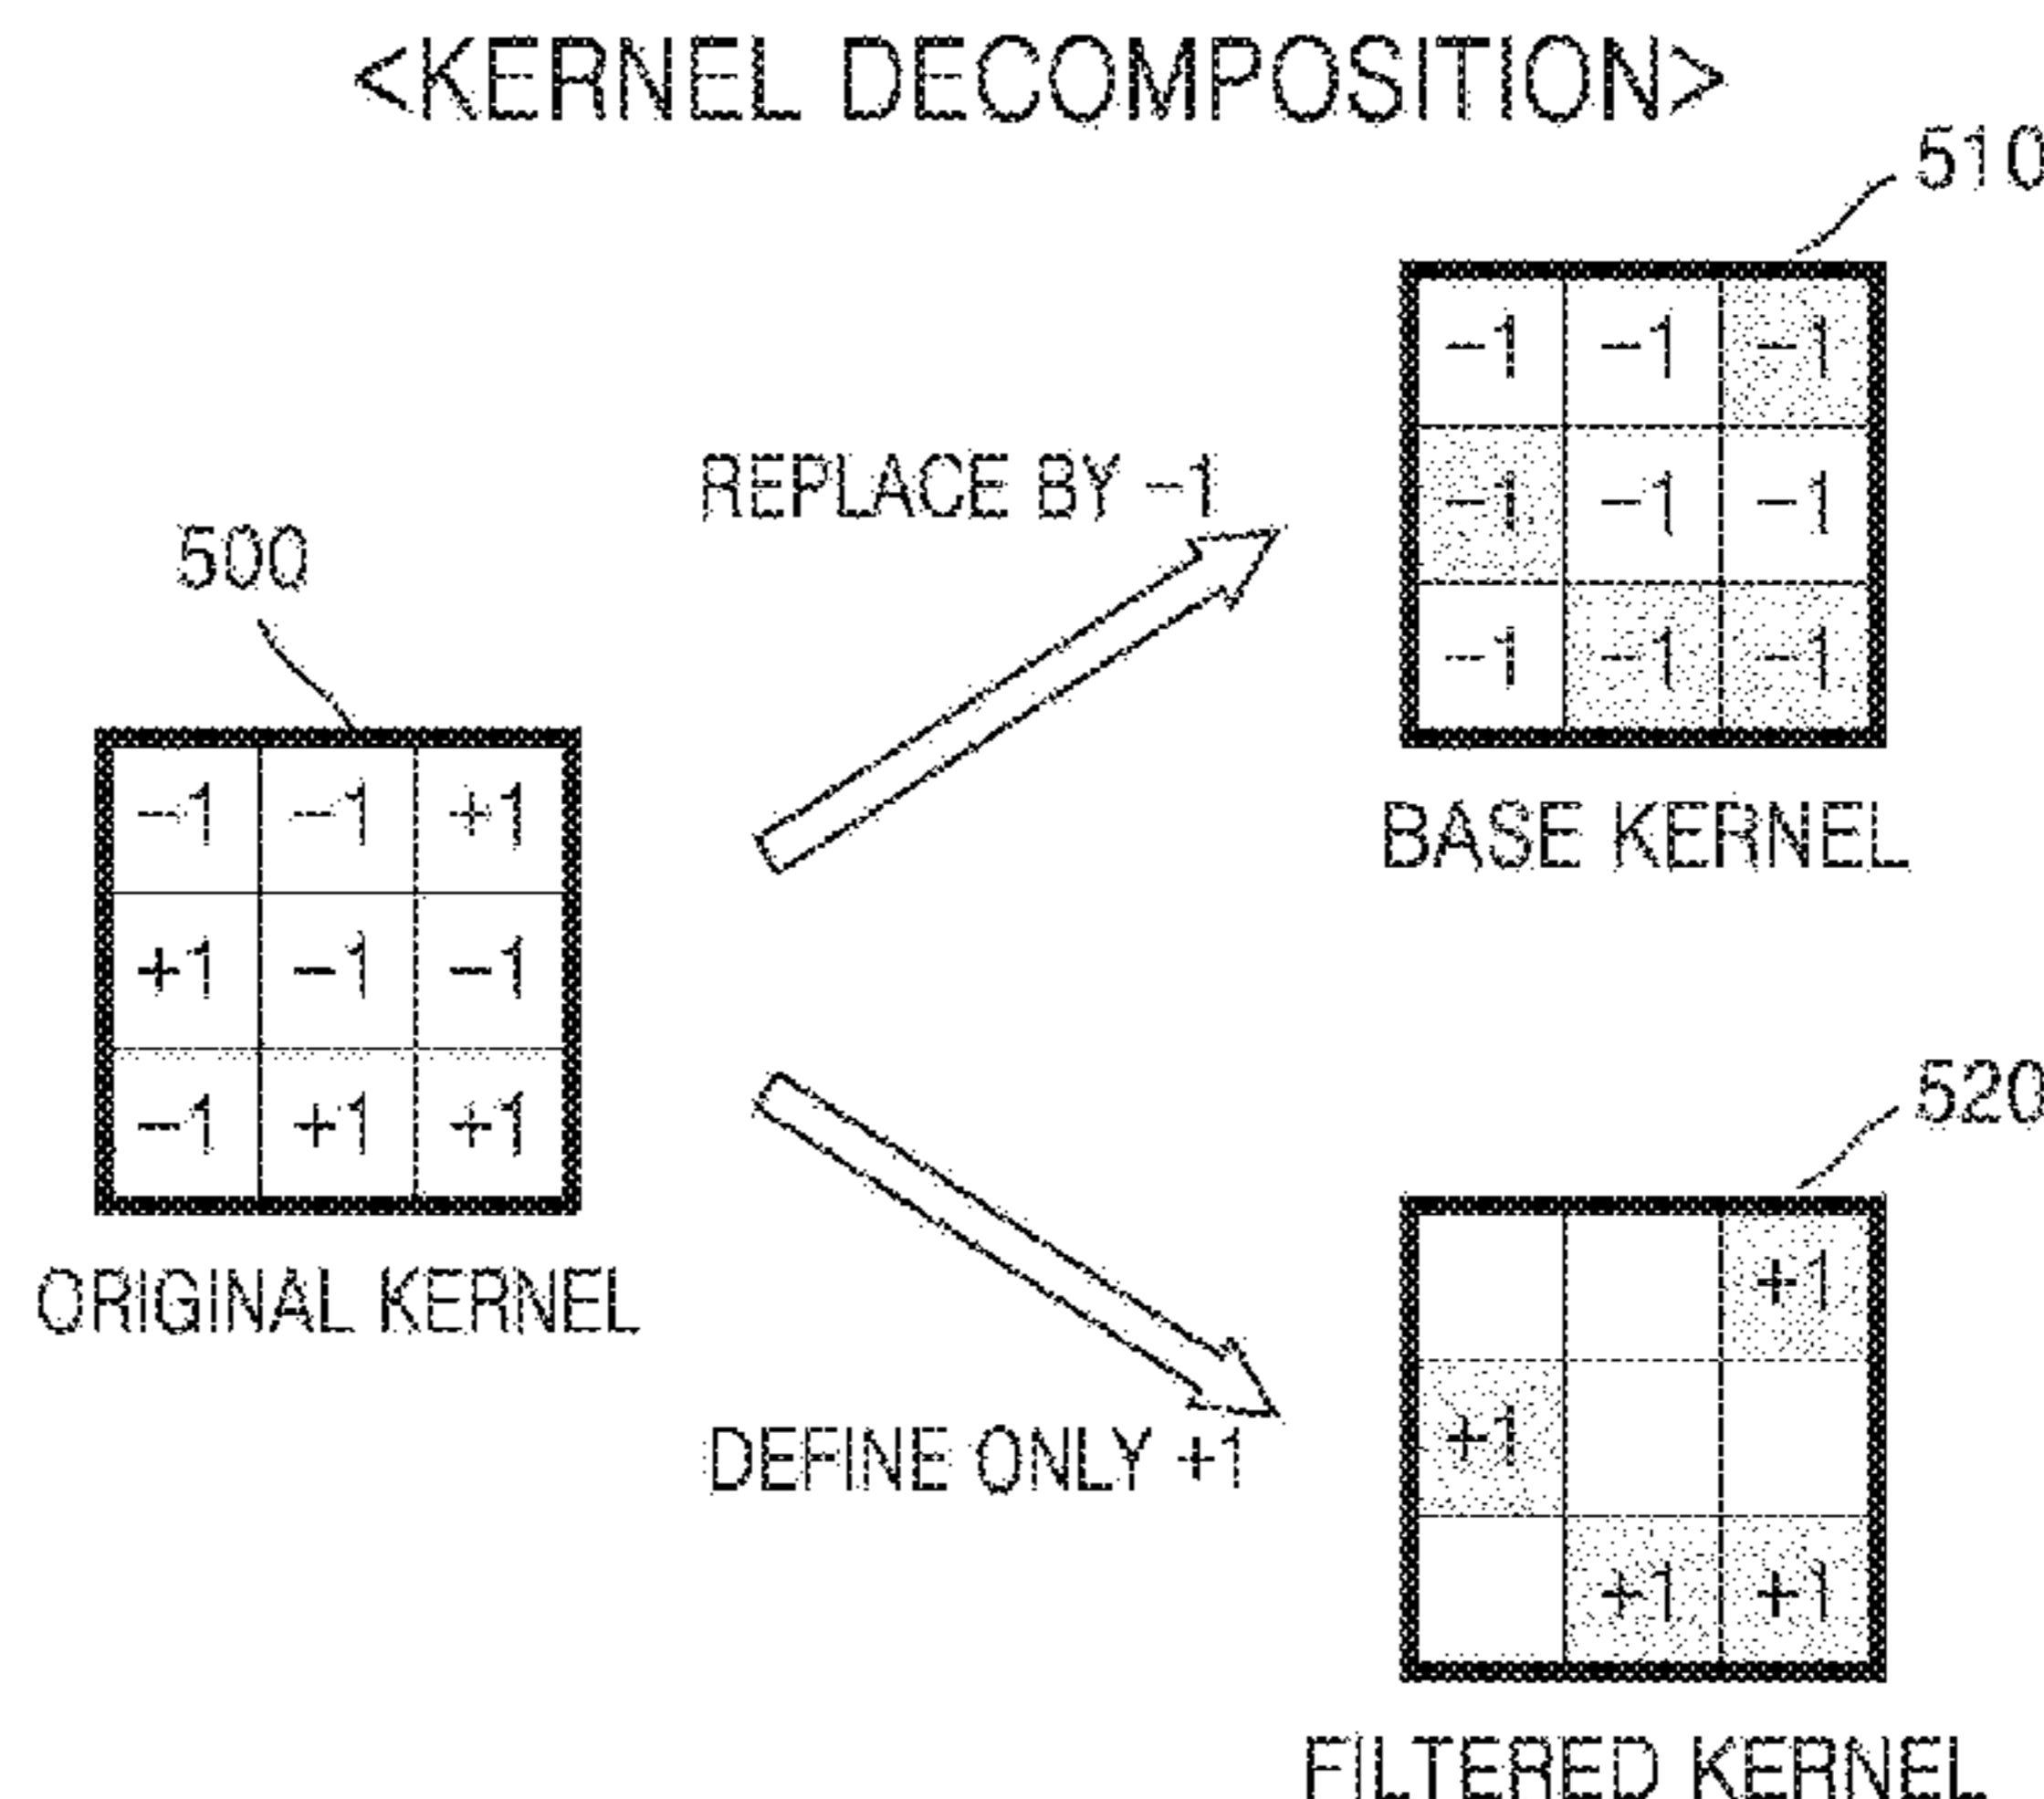 <KERNEL DECOMPOSITION>
510
-1 -1 -1
-1 -1 -1
-1 -1 -1
BASE KERNEL
REPLACE BY -1
500
-1 -1 +1
+1 -1 -1
-1 +1 +1
ORIGINAL KERNEL
DEFINE ONLY +1
520
+1
+1
+1 +1
FILTERED KERNEL